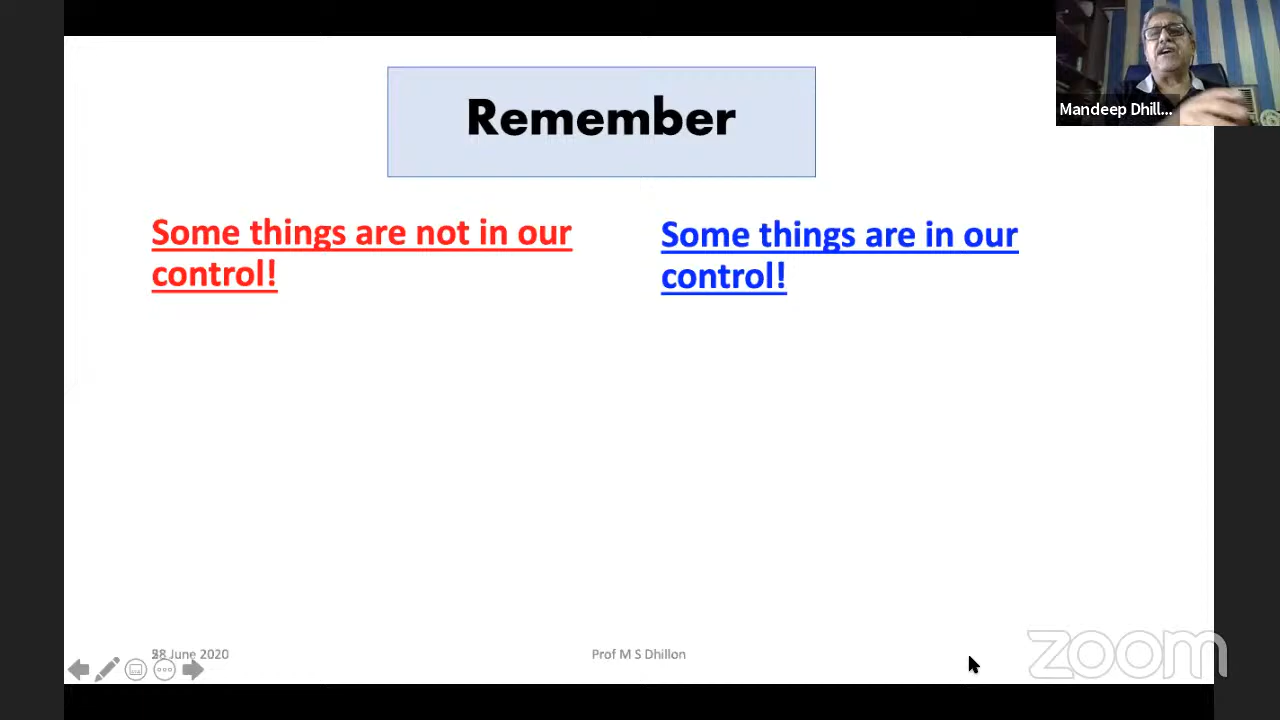 Remember
Mandeep Dhill...
Some things are not in our
control!
Some things are in our
control!
June 2020
Prof M S Dhillon
zoom